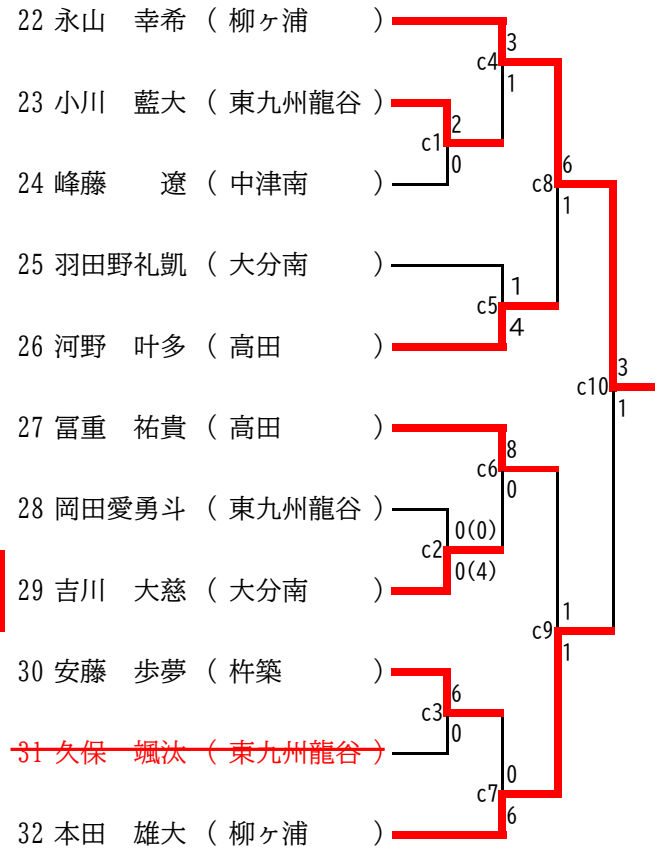 22 永山 幸希 ( 柳ヶ浦 )
3
c4
1
23 小川 藍大 ( 東九州龍谷 )
2
c1
0
6
24 峰藤 遼 ( 中津南 )
c8
1
25 羽田野礼凱 ( 大分南 )
1
c5
4
26 河野 叶多 ( 高田 )
3
c10
1
27 冨重 祐貴 ( 高田 )
8
c6
0
28 岡田愛勇斗 ( 東九州龍谷 )
0(0)
c2
0(4)
29 吉川 大慈 ( 大分南 )
1
c9
1
30 安藤 歩夢 ( 杵築 )
6
c3
0
31 久保 颯汰 ( 東九州龍谷 )
0
c7
6
32 本田 雄大 ( 柳ヶ浦 )